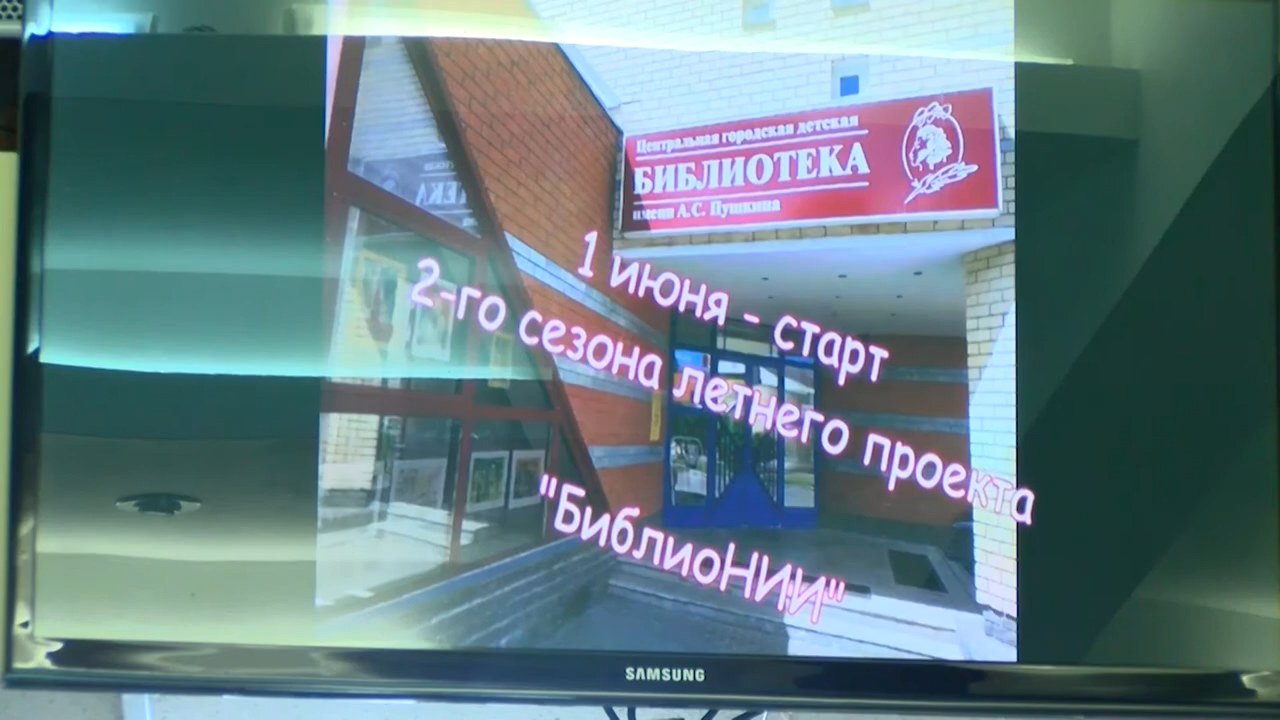 Центральная городская детская
БИБЛИОТЕКА
имени А.С. Пушкина
1 июня - старт
2-го сезона летнего проекта
"БиблиоНИИ"
SAMSUNG